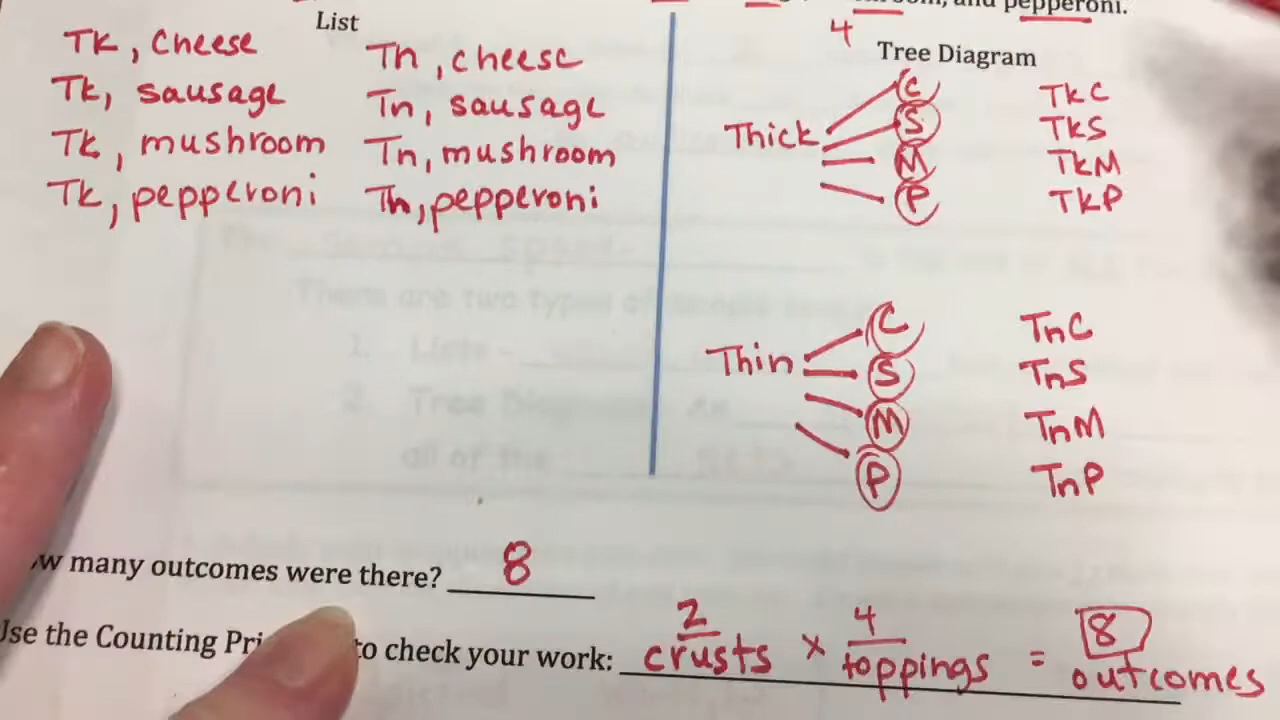 and pepperoni.
4
List
Tk, Cheese
Tk, sausage
Tk, mushroom
Tk, pepperoni
Tn, cheese
Tn, sausage
Tn, mushroom
Tn, pepperoni
Tree Diagram
Thick
C
S
M
P
TkC
TkS
TkM
TkP
Thin
C
S
M
P
TnC
TnS
TnM
TnP
many outcomes were there? 8
Use the Counting to check your work: 2 crusts x 4 toppings = 8 outcomes